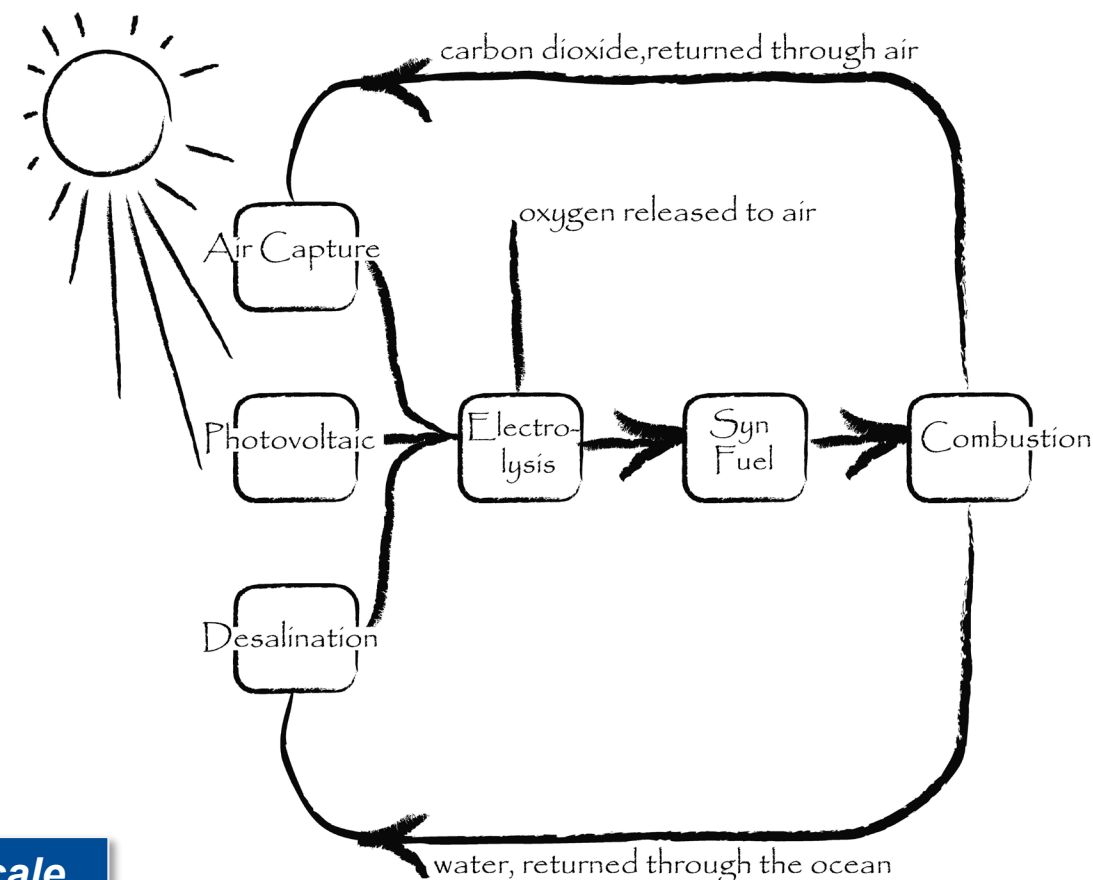 carbon dioxide,returned through air
oxygen released to air
Air Capture
Photovoltaic
Electro-
lysis
Syn
Fuel
Combustion
Desalination
water, returned through the ocean